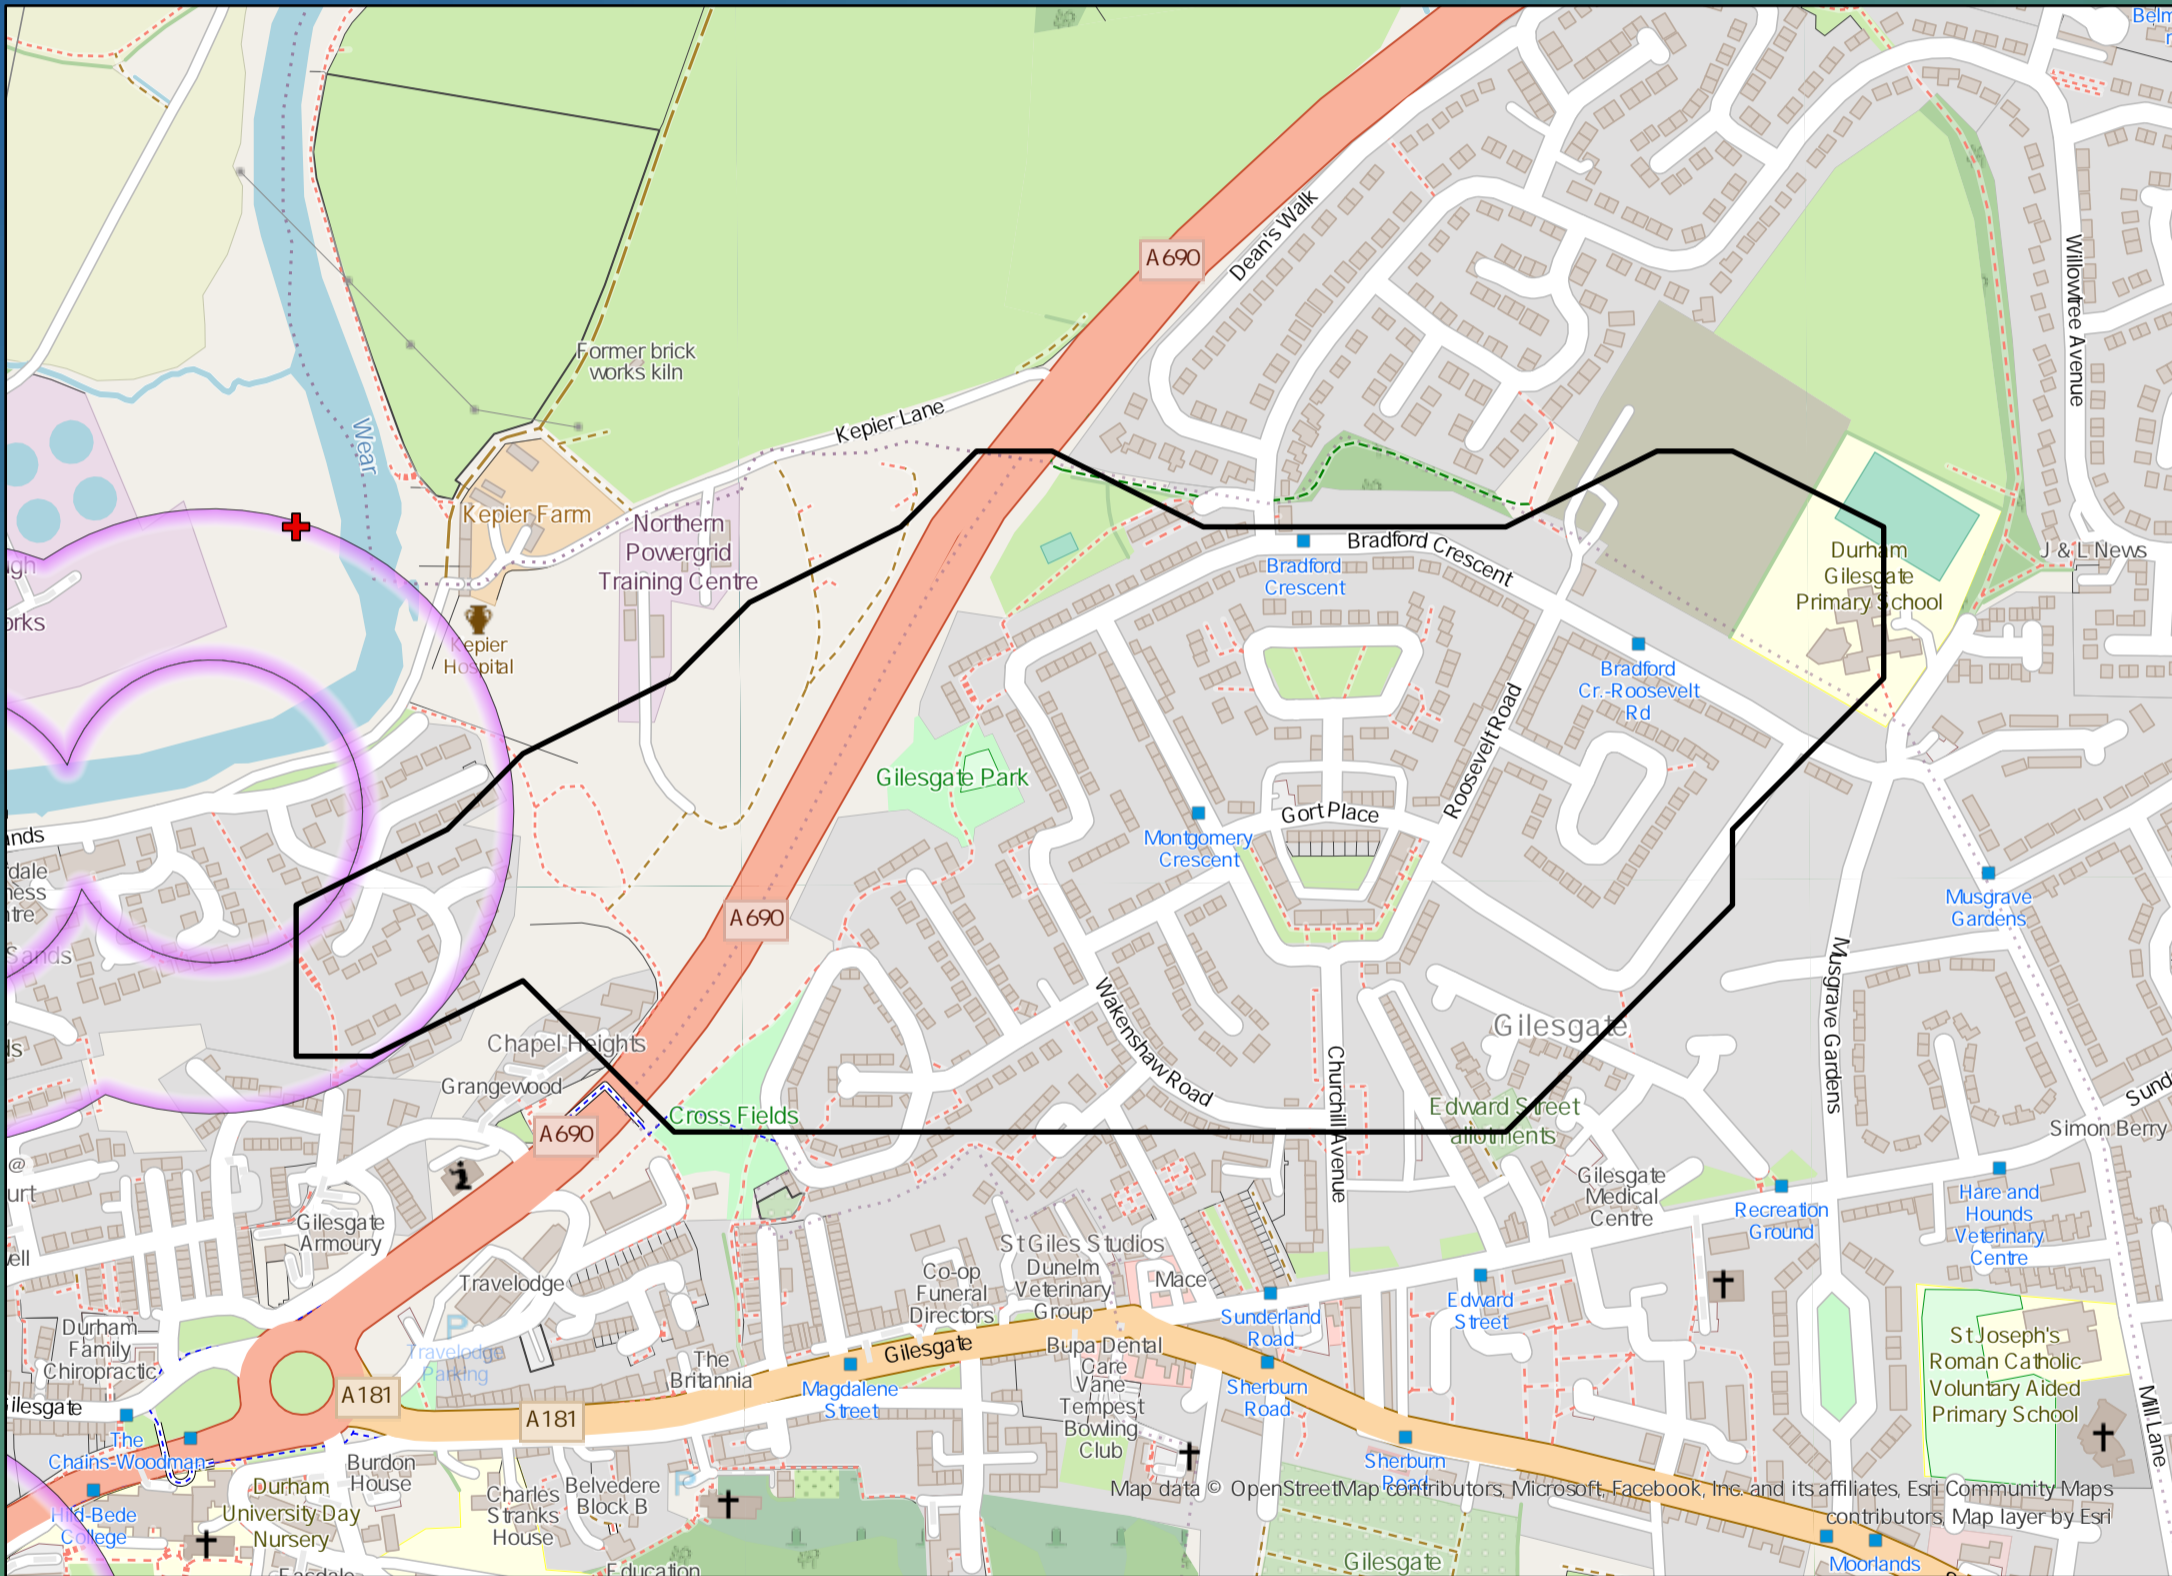 Belm
A690
Dean's Walk
Willowtree Avenue
Former brick
works kiln
Kepier Lane
Wear
Kepier Farm
Northern
Powergrid
Training Centre
Bradford Crescent
Bradford
Crescent
Durham
Gilesgate
Primary School
J & L News
orks
Kepier
Hospital
Bradford
Cr.-Roosevelt
Rd
Roosevelt Road
Gilesgate Park
Gort Place
Montgomery
Crescent
ands
Musgrave
Gardens
A690
Sands
Wakenshaw Road
Churchill Avenue
Gilesgate
Musgrave Gardens
Chapel Heights
Grangewood
Cross Fields
A690
Edward Street
allotments
Simon Berry
Gilesgate
Medical
Centre
Recreation
Ground
Hare and
Hounds
Veterinary
Centre
Gilesgate
Armoury
Travelodge
Travelodge
Parking
St Giles Studios
Dunelm
Veterinary
Group
Co-op
Funeral
Directors
Mace
Sunderland
Road
Edward
Street
Durham
Family
Chiropractic
The
Britannia
Gilesgate
Magdalene
Street
Bupa Dental
Care
Vane
Tempest
Bowling
Club
Sherburn
Road
St Joseph's
Roman Catholic
Voluntary Aided
Primary School
Mill Lane
A181
A181
Gilesgate
The
Chains-Woodman
Burdon
House
Sherburn
Road
Hild-Bede
College
Durham
University Day
Nursery
Charles
Stranks
House
Belvedere
Block B
P
P
Map data © OpenStreetMap contributors, Microsoft, Facebook, Inc. and its affiliates, Esri Community Maps
contributors, Map layer by Esri
Gilesgate
Moorlands
Education